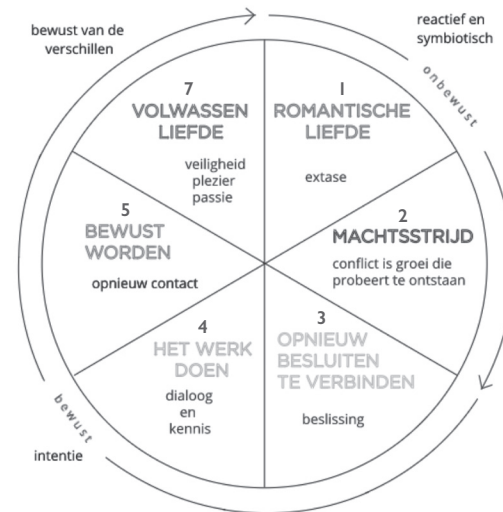 bewust van de
verschillen
reactief en
symbiotisch
onbewust
1
ROMANTISCHE
LIEFDE
extase
2
MACHTSSTRIJD
conflict is groei die
probeert te ontstaan
3
OPNIEUW
BESLUITEN
TE VERBINDEN
beslissing
4
HET WERK
DOEN
dialoog
en
kennis
5
BEWUST
WORDEN
opnieuw contact
7
VOLWASSEN
LIEFDE
veiligheid
plezier
passie
bewust
intentie